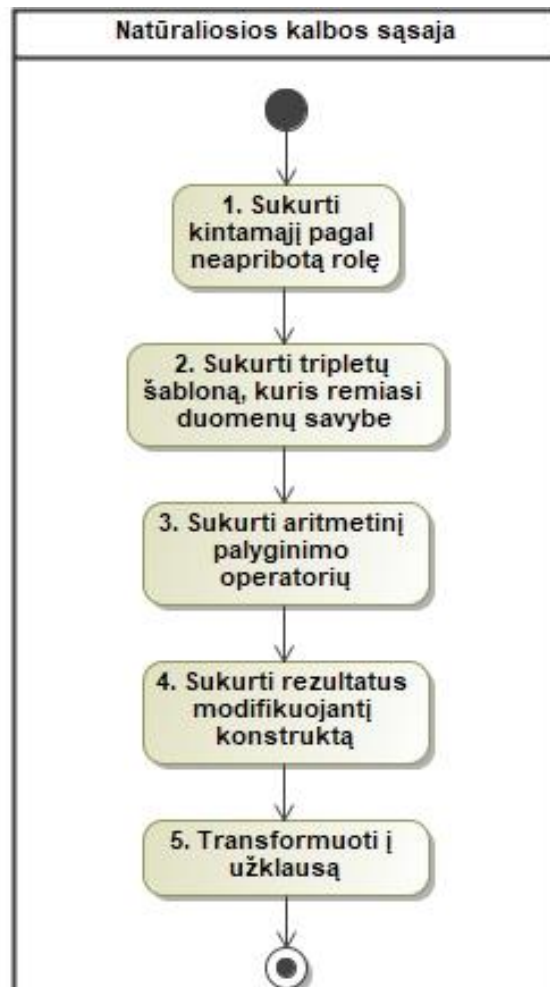 Natūraliosios kalbos sąsaja
1. Sukurti
kintamąjį pagal
neapribotą rolę
2. Sukurti tripletų
šabloną, kuris remiasi
duomenų savybe
3. Sukurti aritmetinį
palyginimo
operatorių
4. Sukurti rezultatus
modifikuojantį
konstruktą
5. Transformuoti į
užklausą